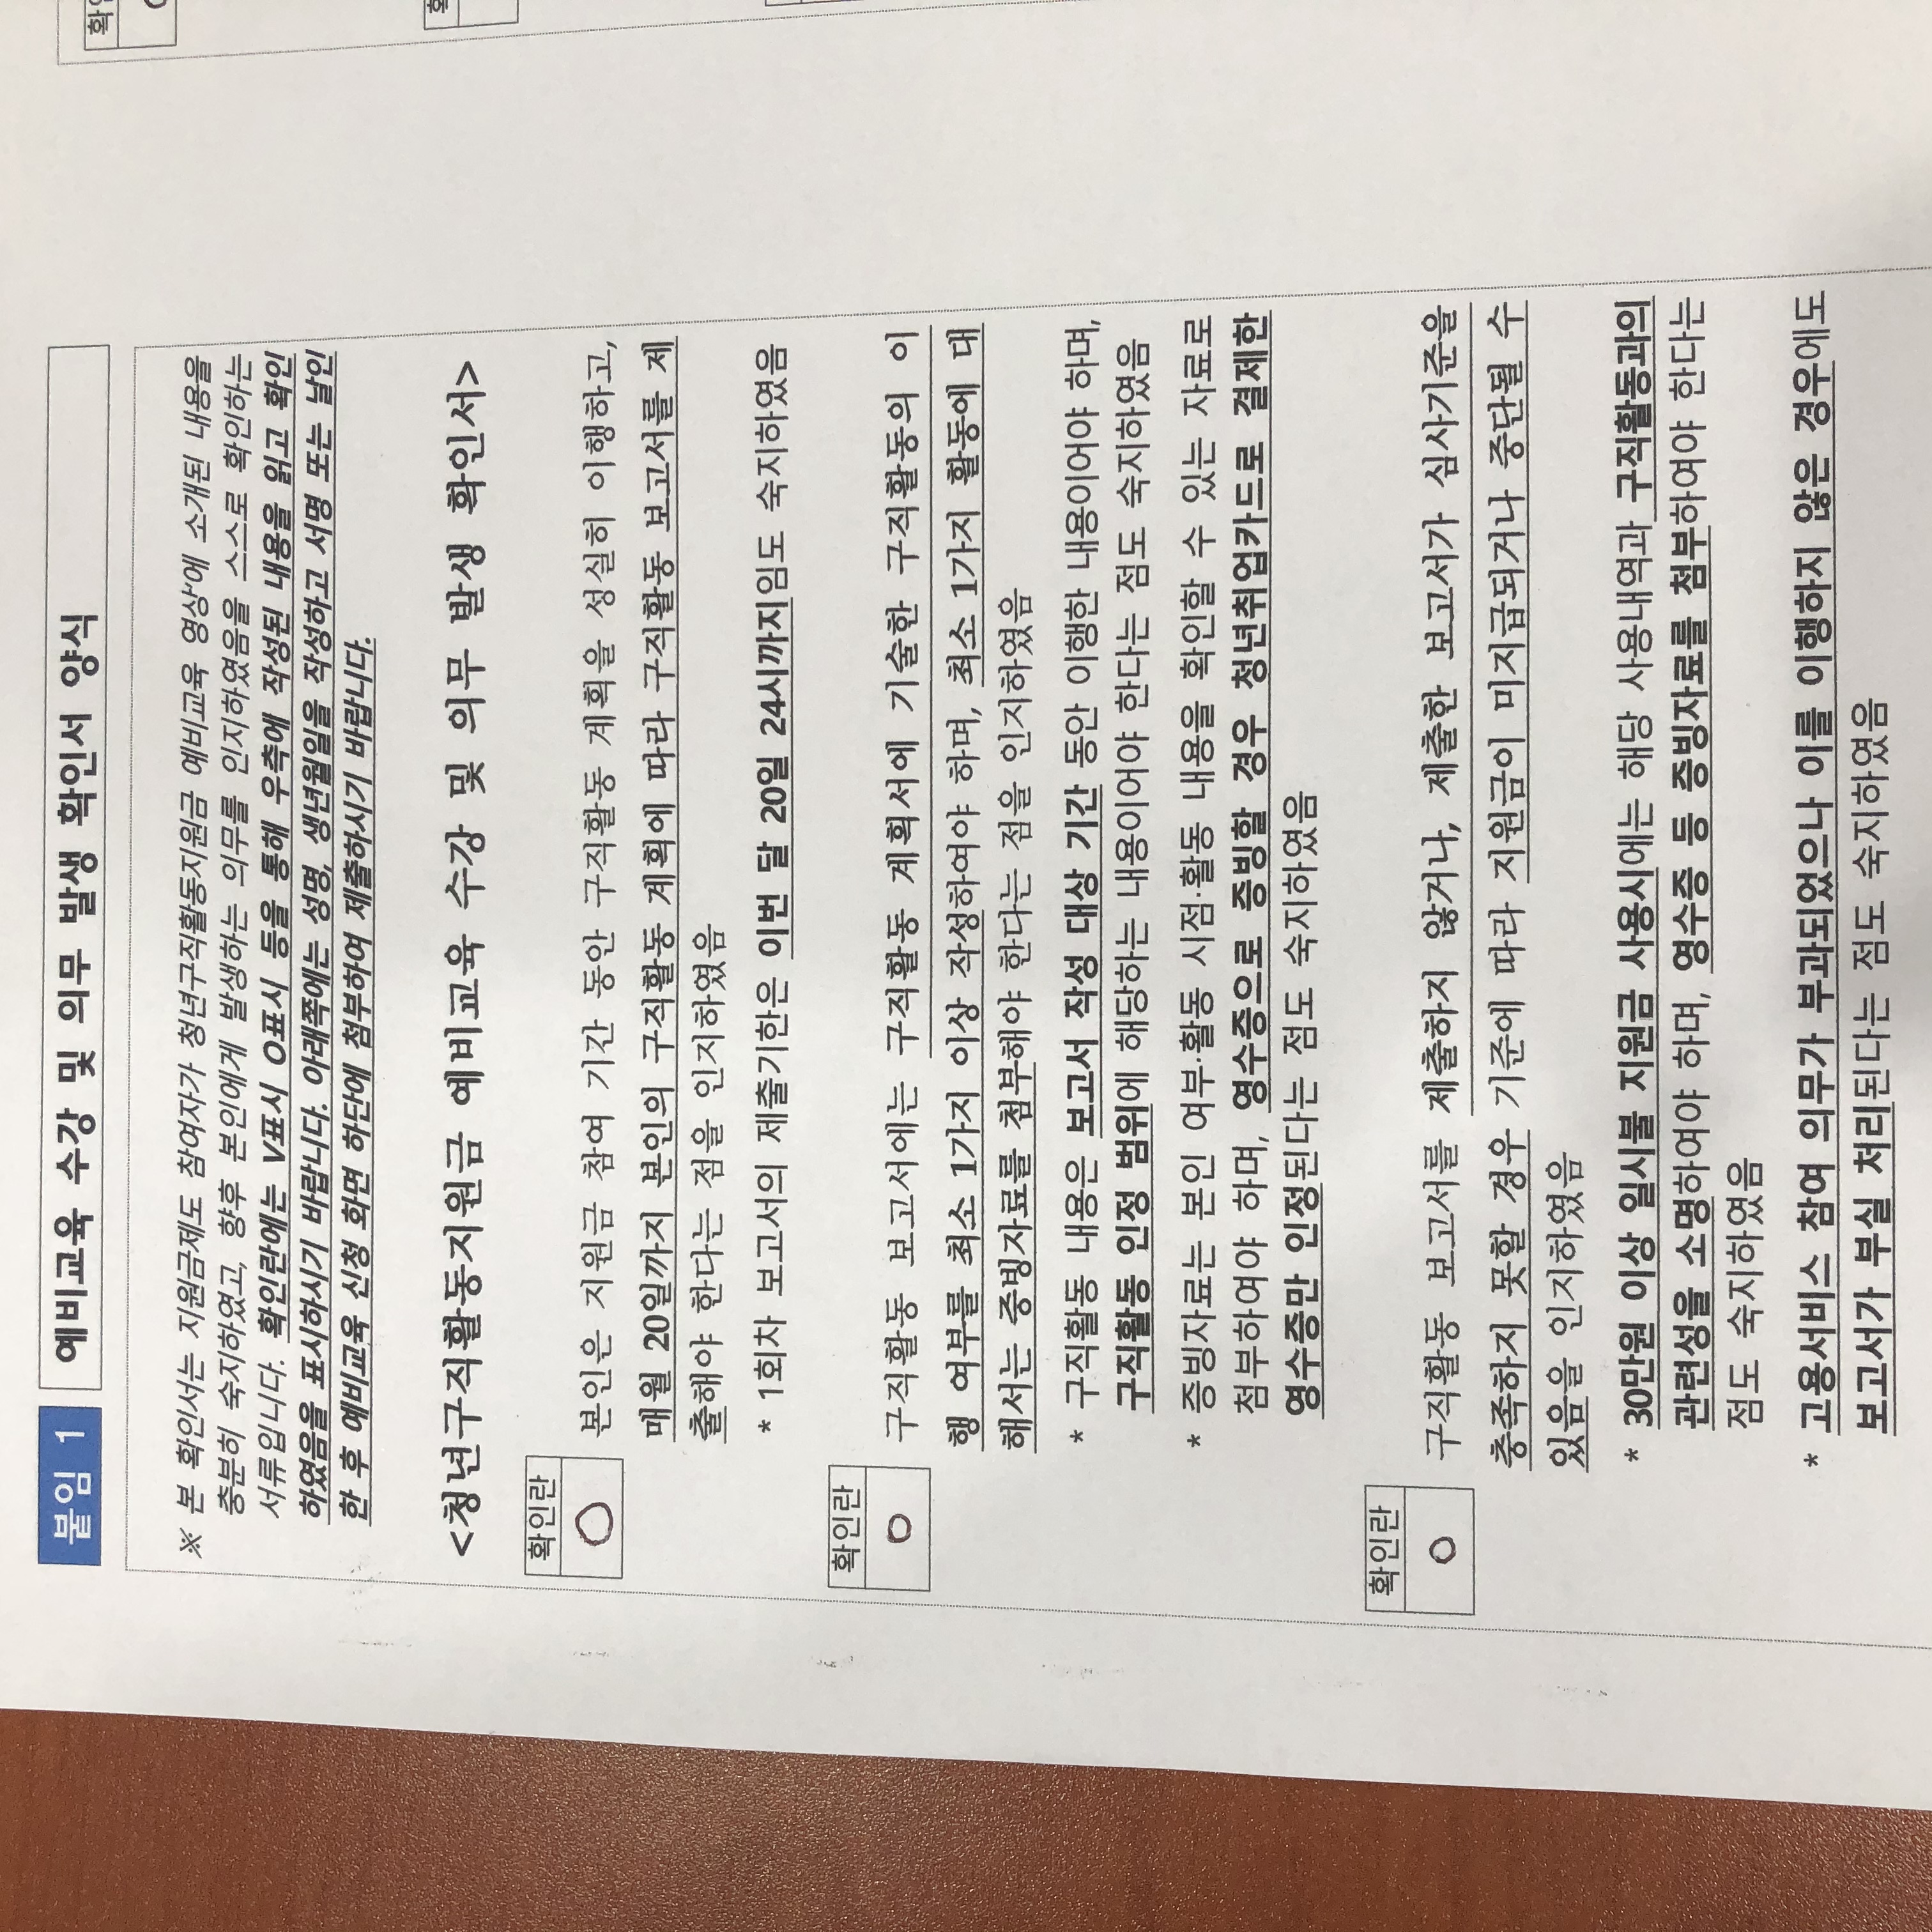 붙임 1 예비교육 수강 및 의무 발생 확인서 양식
※ 본 확인서는 지원금제도 참여자가 청년구직활동지원금 예비교육 영상'에 소개된 내용을
충분히 숙지하였고, 향후 본인에게 발생하는 의무를 인지하였음을 스스로 확인하는
서류입니다. 확인란에는 V표시 O표시 등을 통해 우측에 작성된 내용을 읽고 확인
하였음을 표시하시기 바랍니다. 아래쪽에는 성명, 생년월일을 작성하고 서명 또는 날인
한 후 예비교육 신청 화면 하단에 첨부하여 제출하시기 바랍니다.
<청년구직활동지원금 예비교육 수강 및 의무 발생 확인서>
확인란
O
본인은 지원금 참여 기간 동안 구직활동 계획을 성실히 이행하고,
매월 20일까지 본인의 구직활동 계획에 따라 구직활동 보고서를 제
출해야 한다는 점을 인지하였음
* 1회차 보고서의 제출기한은 이번 달 20일 24시까지임도 숙지하였음
확인란
O
구직활동 보고서에는 구직활동 계획서에 기술한 구직활동의 이
행 여부를 최소 1가지 이상 작성하여야 하며, 최소 1가지 활동에 대
해서는 증빙자료를 첨부해야 한다는 점을 인지하였음
* 구직활동 내용은 보고서 작성 대상 기간 동안 이행한 내용이어야 하며,
구직활동 인정 범위에 해당하는 내용이어야 한다는 점도 숙지하였음
* 증빙자료는 본인 여부·활동 시점·활동 내용을 확인할 수 있는 자료로
첨부하여야 하며, 영수증으로 증빙할 경우 청년취업카드로 결제한
영수증만 인정된다는 점도 숙지하였음
확인란
O
구직활동 보고서를 제출하지 않거나, 제출한 보고서가 심사기준을
충족하지 못할 경우 기준에 따라 지원금이 미지급되거나 중단될 수
있음을 인지하였음
* 30만원 이상 일시불 지원금 사용시에는 해당 사용내역과 구직활동과의
관련성을 소명하여야 하며, 영수증 등 증빙자료를 첨부하여야 한다는
점도 숙지하였음
* 고용서비스 참여 의무가 부과되었으나 이를 이행하지 않은 경우에도
보고서가 부실 처리된다는 점도 숙지하였음